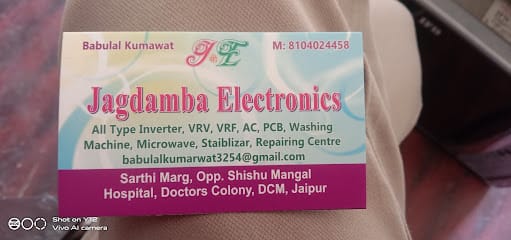 Babulal Kumawat
J E
M: 8104024458
Jagdamba Electronics
All Type Inverter, VRV, VRF, AC, PCB, Washing
Machine, Microwave, Staiblizar, Repairing Centre
babulalkumarwat3254@gmail.com
Sarthi Marg, Opp. Shishu Mangal
Hospital, Doctors Colony, DCM, Jaipur
Shot on Y12
Vivo AI camera